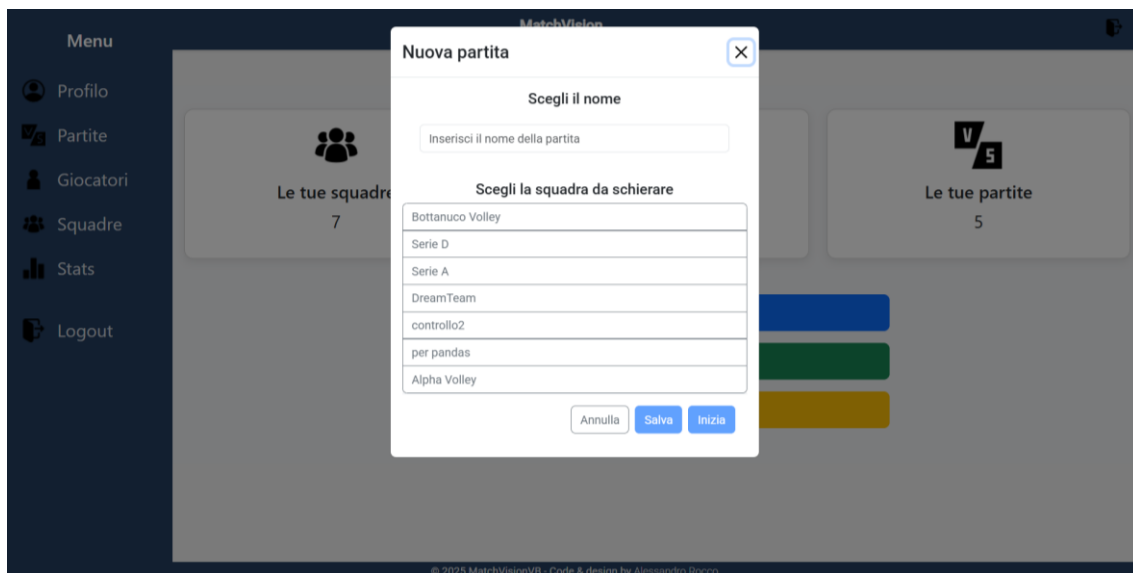 MatchVision
Menu
Profilo
Partite
Giocatori
Squadre
Stats
Logout
Le tue squadre
7
V/S
Le tue partite
5
Nuova partita
Scegli il nome
Inserisci il nome della partita
Scegli la squadra da schierare
Bottanuco Volley
Serie D
Serie A
DreamTeam
controllo2
per pandas
Alpha Volley
Annulla Salva Inizia
© 2025 MatchVisionVB - Code & design by Alessandro Rocco